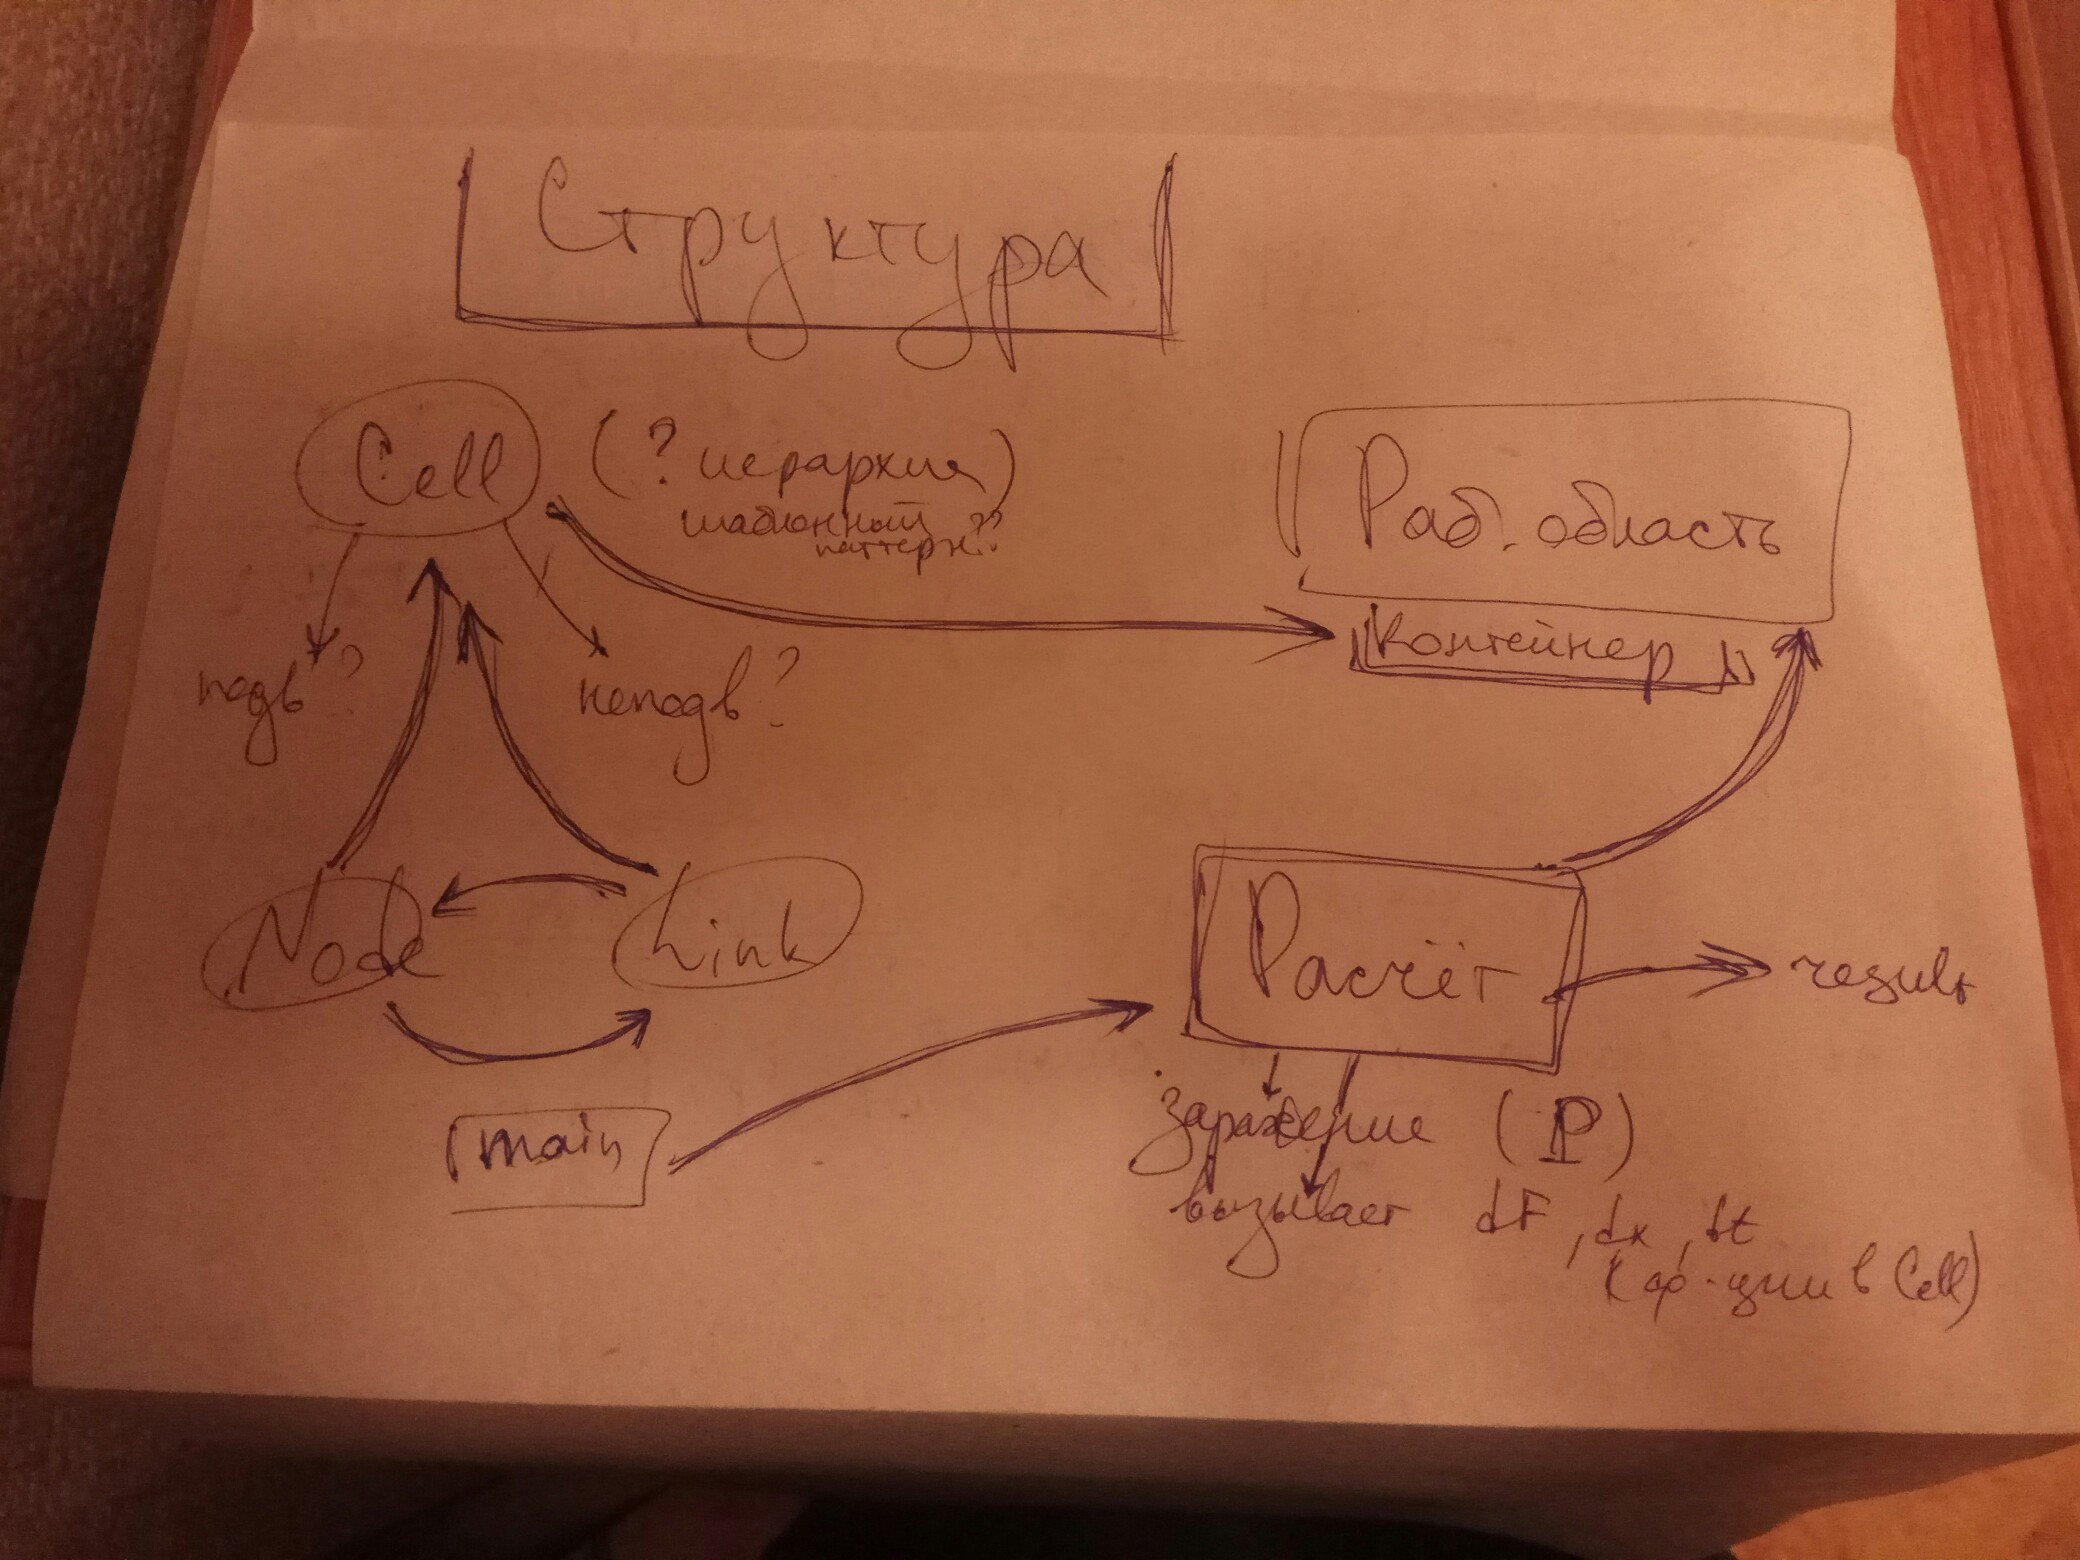 Структура
Cell
(? иерархия)
шаблонный
паттерн??
Раб. область
контейнер
подв?
неподв?
Node
Link
Расчёт
result
main
заражение (P)
вызывает dF, dx, dt
(ф-ции в Cell)